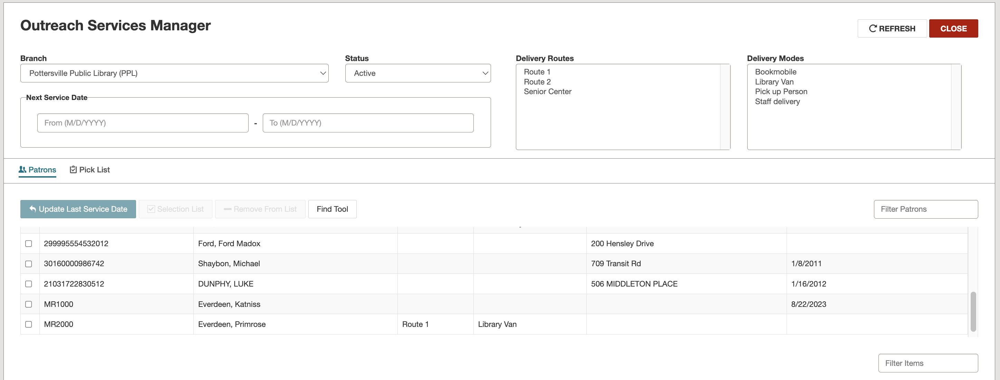 Outreach Services Manager
REFRESH
CLOSE
Branch
Status
Delivery Routes
Delivery Modes
Pottersville Public Library (PPL)
Active
Route 1
Route 2
Senior Center
Bookmobile
Library Van
Pick up Person
Staff delivery
Next Service Date
From (M/D/YYYY) - To (M/D/YYYY)
Patrons
Pick List
Update Last Service Date
Selection List
Remove From List
Find Tool
Filter Patrons
299995554532012 Ford, Ford Madox 200 Hensley Drive
30160000986742 Shaybon, Michael 709 Transit Rd 1/8/2011
21031722830512 DUNPHY, LUKE 506 MIDDLETON PLACE 1/16/2012
MR1000 Everdeen, Katniss 8/22/2023
MR2000 Everdeen, Primrose Route 1 Library Van
Filter Items